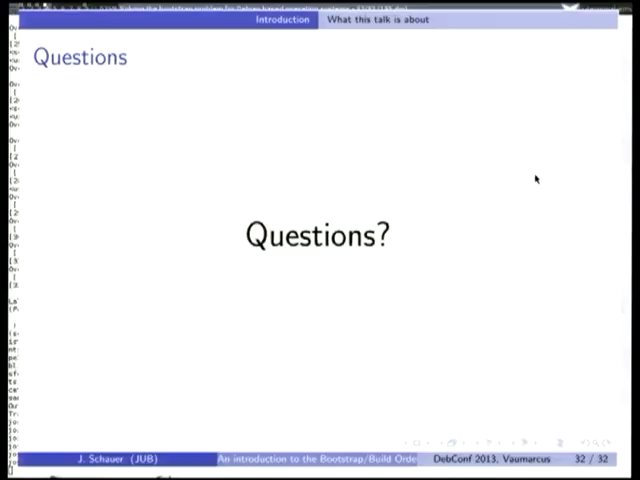 Introduction What this talk is about
Questions
Questions?
J. Schauer (JUB) An introduction to the Bootstrap/Build Orde DebConf 2013, Vaumarcus 32 / 32